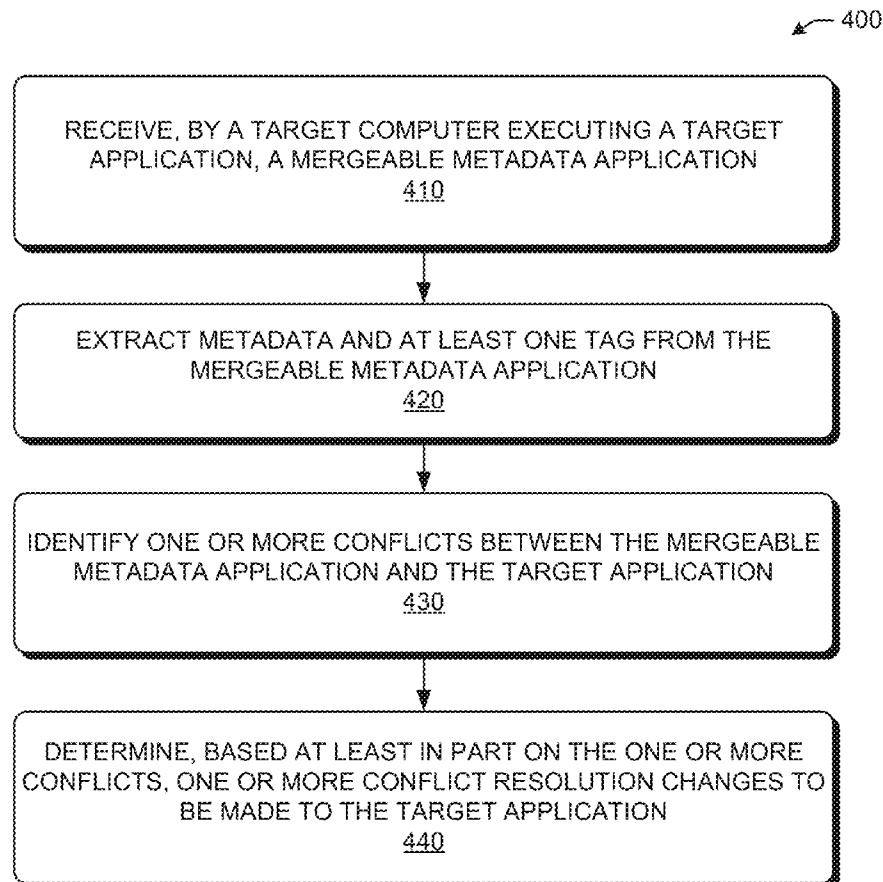 400
RECEIVE, BY A TARGET COMPUTER EXECUTING A TARGET
APPLICATION, A MERGEABLE METADATA APPLICATION
410
EXTRACT METADATA AND AT LEAST ONE TAG FROM THE
MERGEABLE METADATA APPLICATION
420
IDENTIFY ONE OR MORE CONFLICTS BETWEEN THE MERGEABLE
METADATA APPLICATION AND THE TARGET APPLICATION
430
DETERMINE, BASED AT LEAST IN PART ON THE ONE OR MORE
CONFLICTS, ONE OR MORE CONFLICT RESOLUTION CHANGES TO
BE MADE TO THE TARGET APPLICATION
440